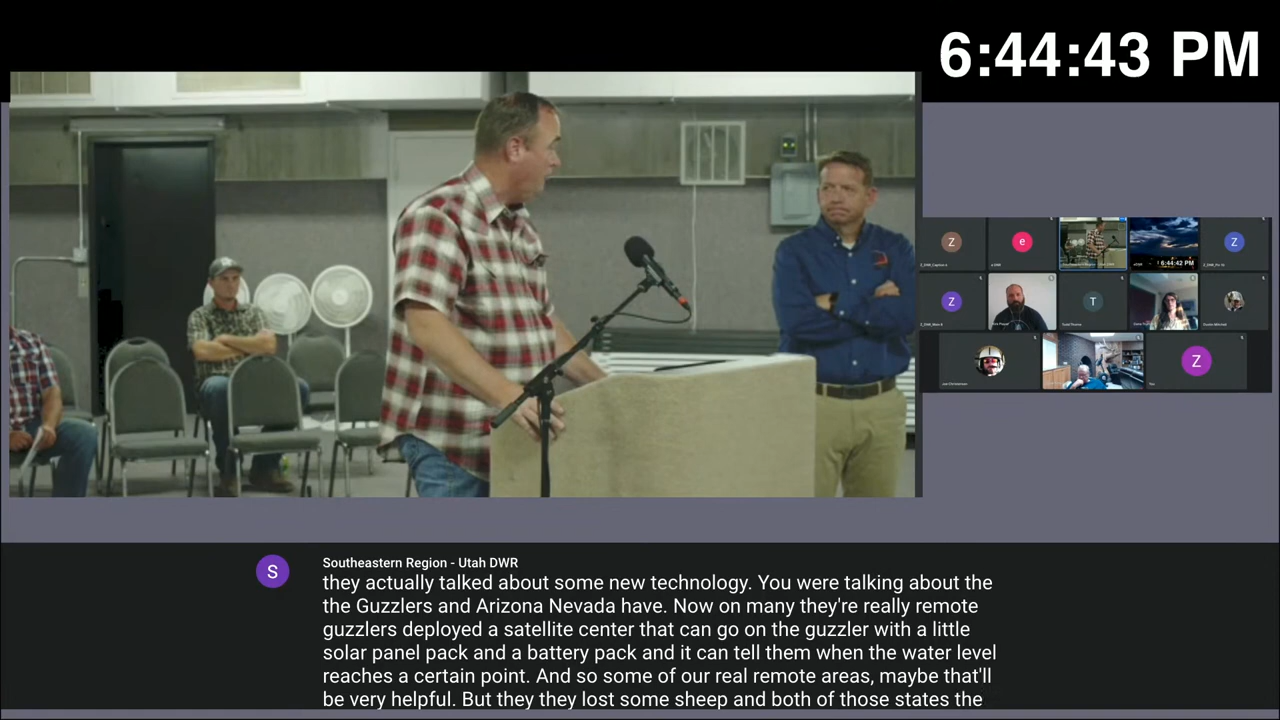 6:44:43 PM
Z
e
6:44:42 PM
Z
Z
T
Z
S
Southeastern Region - Utah DWR
they actually talked about some new technology. You were talking about the
the Guzzlers and Arizona Nevada have. Now on many they're really remote
guzzlers deployed a satellite center that can go on the guzzler with a little
solar panel pack and a battery pack and it can tell them when the water level
reaches a certain point. And so some of our real remote areas, maybe that'll
be very helpful. But they they lost some sheep and both of those states the